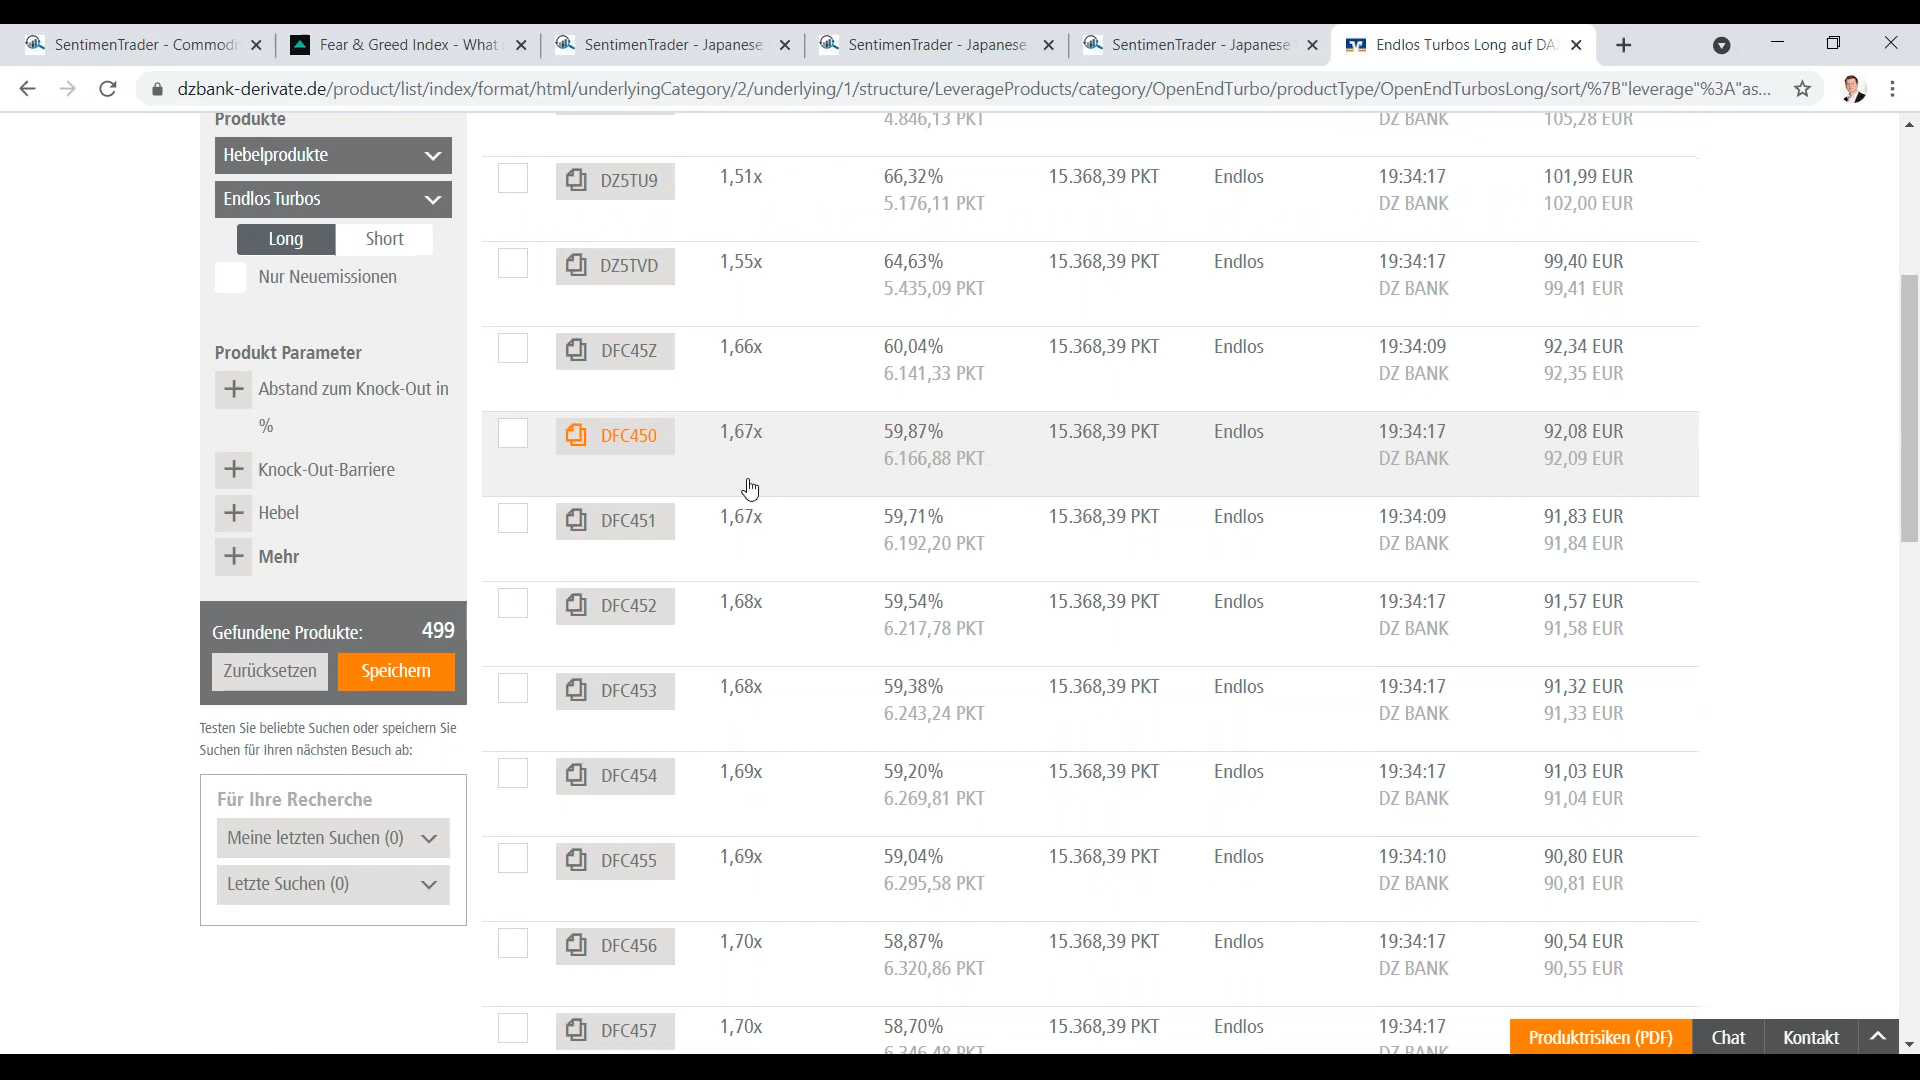 SentimenTrader - Commodi
Fear & Greed Index - What
SentimenTrader - Japanese
SentimenTrader - Japanese
SentimenTrader - Japanese
Endlos Turbos Long auf DA
dzbank-derivate.de/product/list/index/format/html/underlyingCategory/2/underlying/1/structure/LeverageProducts/category/OpenEndTurbo/productType/OpenEndTurbosLong/sort/%7B"leverage"%3A"as...
Produkte
Hebelprodukte
Endlos Turbos
Long Short
Nur Neuemissionen
Produkt Parameter
Abstand zum Knock-Out in
%
Knock-Out-Barriere
Hebel
Mehr
Gefundene Produkte: 499
Zurücksetzen Speichern
Testen Sie beliebte Suchen oder speichern Sie
Suchen für Ihren nächsten Besuch ab:
Für Ihre Recherche
Meine letzten Suchen (0)
Letzte Suchen (0)
4.846,13 PKT DZ BANK 105,28 EUR
DZ5TU9 1,51x 66,32% 15.368,39 PKT Endlos 19:34:17 101,99 EUR
5.176,11 PKT DZ BANK 102,00 EUR
DZ5TVD 1,55x 64,63% 15.368,39 PKT Endlos 19:34:17 99,40 EUR
5.435,09 PKT DZ BANK 99,41 EUR
DFC45Z 1,66x 60,04% 15.368,39 PKT Endlos 19:34:09 92,34 EUR
6.141,33 PKT DZ BANK 92,35 EUR
DFC450 1,67x 59,87% 15.368,39 PKT Endlos 19:34:17 92,08 EUR
6.166,88 PKT DZ BANK 92,09 EUR
DFC451 1,67x 59,71% 15.368,39 PKT Endlos 19:34:09 91,83 EUR
6.192,20 PKT DZ BANK 91,84 EUR
DFC452 1,68x 59,54% 15.368,39 PKT Endlos 19:34:17 91,57 EUR
6.217,78 PKT DZ BANK 91,58 EUR
DFC453 1,68x 59,38% 15.368,39 PKT Endlos 19:34:17 91,32 EUR
6.243,24 PKT DZ BANK 91,33 EUR
DFC454 1,69x 59,20% 15.368,39 PKT Endlos 19:34:17 91,03 EUR
6.269,81 PKT DZ BANK 91,04 EUR
DFC455 1,69x 59,04% 15.368,39 PKT Endlos 19:34:10 90,80 EUR
6.295,58 PKT DZ BANK 90,81 EUR
DFC456 1,70x 58,87% 15.368,39 PKT Endlos 19:34:17 90,54 EUR
6.320,86 PKT DZ BANK 90,55 EUR
DFC457 1,70x 58,70% 15.368,39 PKT Endlos 19:34:17
6.346,48 PKT DZ BANK
Produktrisiken (PDF) Chat Kontakt